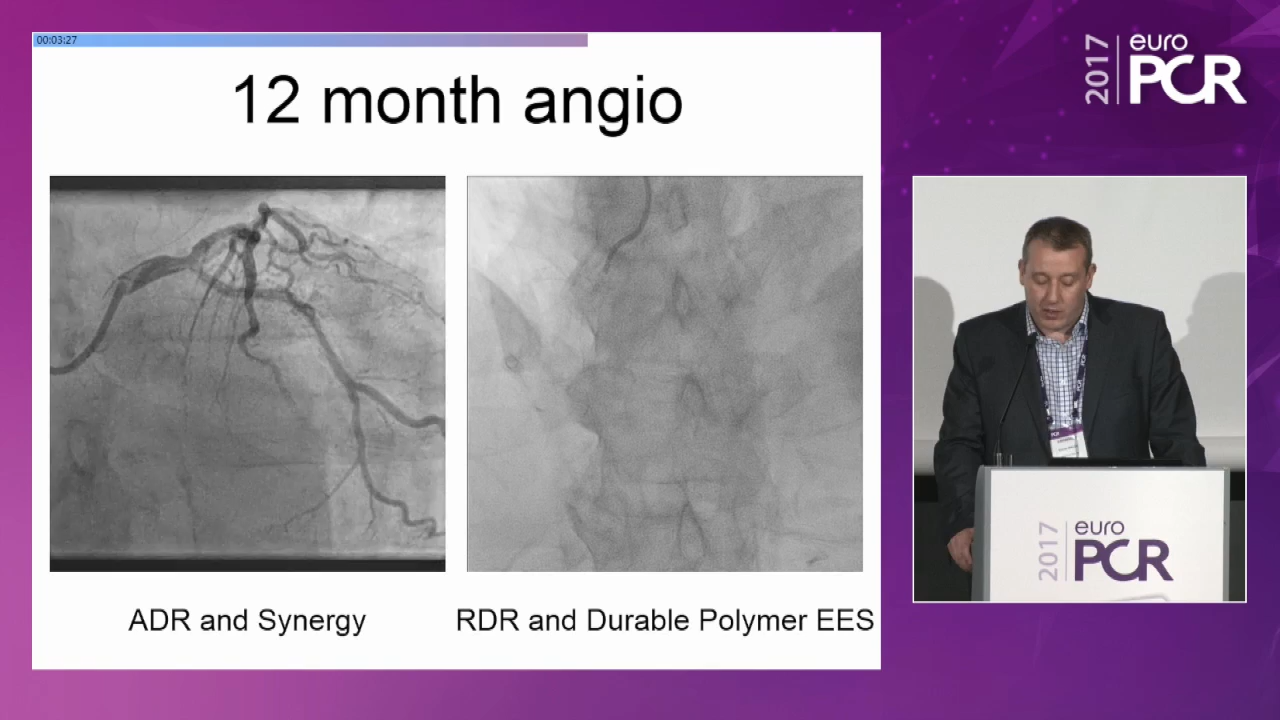 00:03:27
12 month angio
ADR and Synergy
RDR and Durable Polymer EES
2017
euro
PCR
2017
euro
PCR